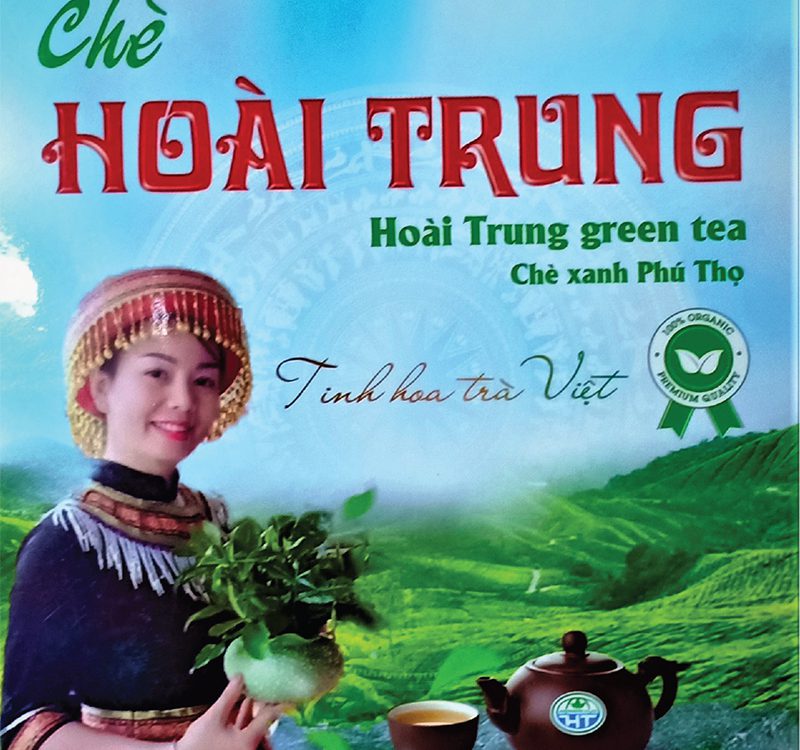 Chè
HOÀI TRUNG
Hoài Trung green tea
Chè xanh Phú Thọ
100% ORGANIC
PREMIUM QUALITY
Tinh hoa trà Việt
HT